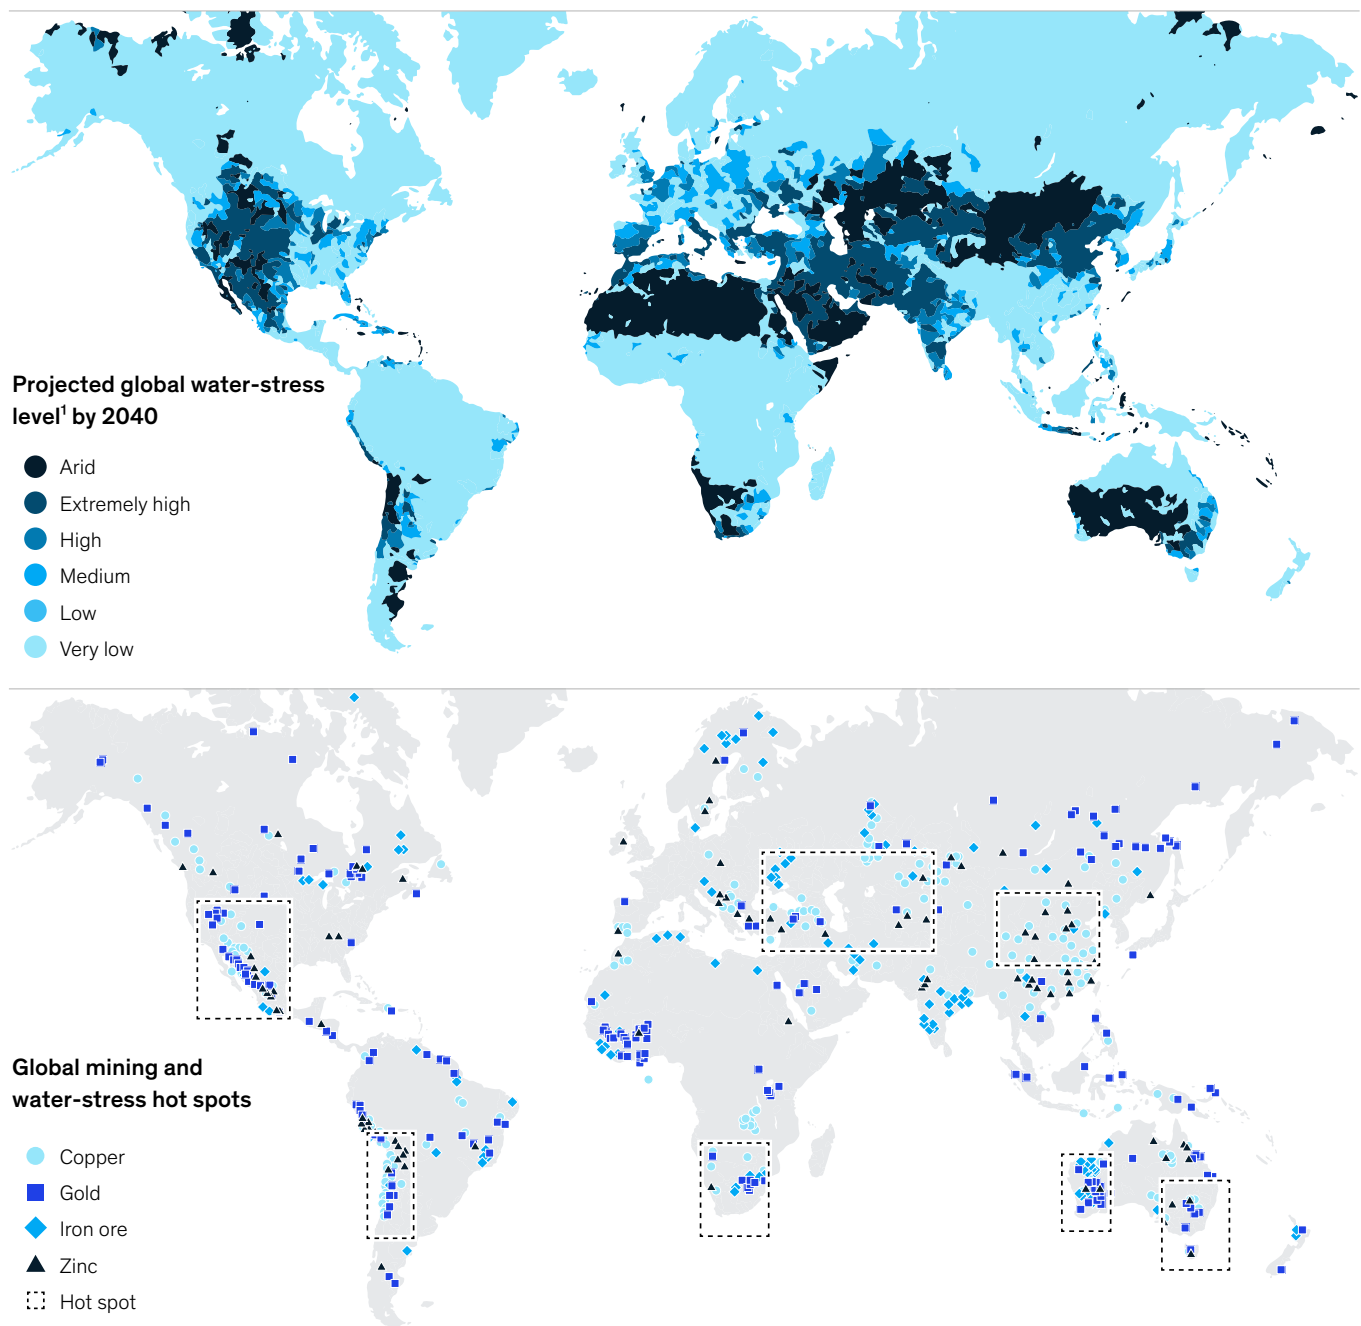 Projected global water-stress
level¹ by 2040
Arid
Extremely high
High
Medium
Low
Very low
Global mining and
water-stress hot spots
Copper
Gold
Iron ore
Zinc
Hot spot